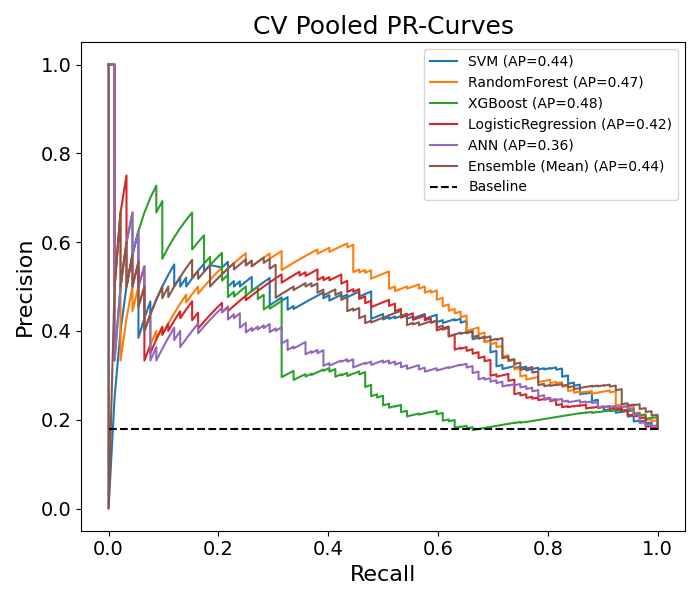 CV Pooled PR-Curves
SVM (AP=0.44)
RandomForest (AP=0.47)
XGBoost (AP=0.48)
LogisticRegression (AP=0.42)
ANN (AP=0.36)
Ensemble (Mean) (AP=0.44)
Baseline
Precision
1.0
0.8
0.6
0.4
0.2
0.0
0.0 0.2 0.4 0.6 0.8 1.0
Recall